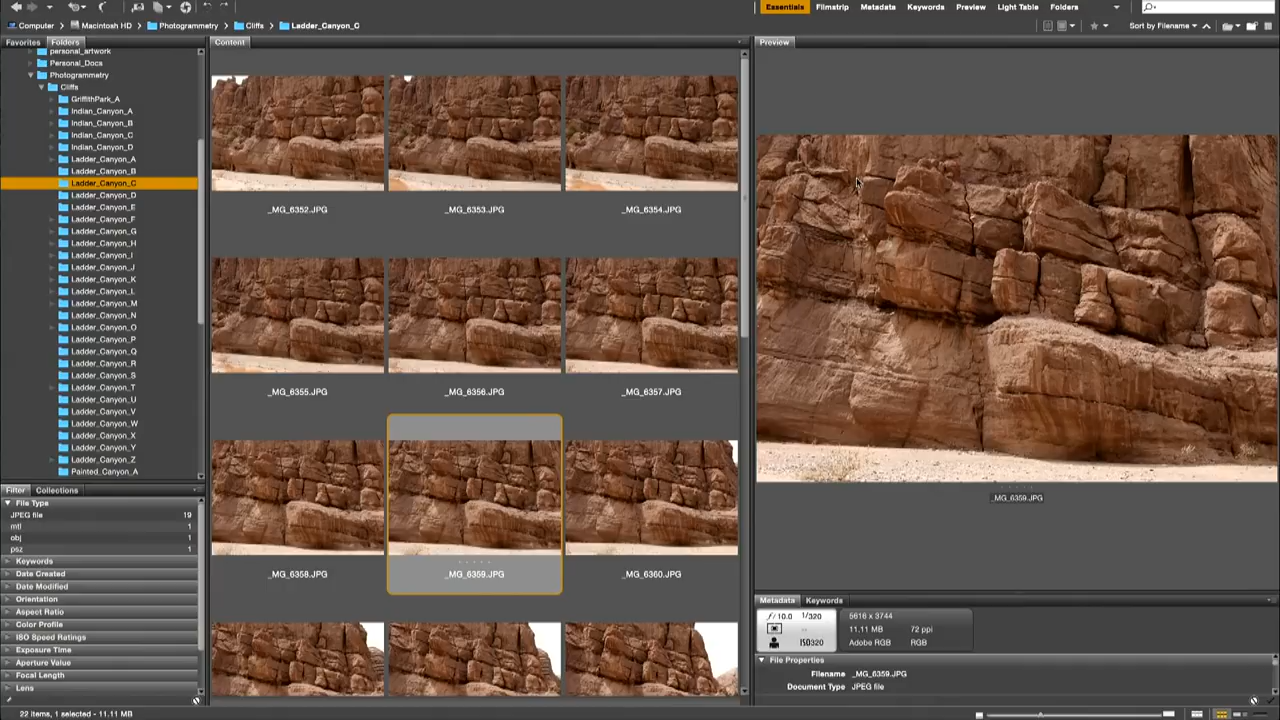 Essentials Filmstrip Metadata Keywords Preview Light Table Folders
Computer Macintosh HD Photogrammetry Cliffs Ladder_Canyon_C
Sort by Filename
Favorites Folders
personal_artwork
Personal_Docs
Photogrammetry
Cliffs
GriffithPark_A
Indian_Canyon_A
Indian_Canyon_B
Indian_Canyon_C
Indian_Canyon_D
Ladder_Canyon_A
Ladder_Canyon_B
Ladder_Canyon_C
Ladder_Canyon_D
Ladder_Canyon_E
Ladder_Canyon_F
Ladder_Canyon_G
Ladder_Canyon_H
Ladder_Canyon_I
Ladder_Canyon_J
Ladder_Canyon_K
Ladder_Canyon_L
Ladder_Canyon_M
Ladder_Canyon_N
Ladder_Canyon_O
Ladder_Canyon_P
Ladder_Canyon_Q
Ladder_Canyon_R
Ladder_Canyon_S
Ladder_Canyon_T
Ladder_Canyon_U
Ladder_Canyon_V
Ladder_Canyon_W
Ladder_Canyon_X
Ladder_Canyon_Y
Ladder_Canyon_Z
Painted_Canyon_A
Filter Collections
File Type
JPEG file 19
mtl 1
obj 1
psz 1
Keywords
Date Created
Date Modified
Orientation
Aspect Ratio
Color Profile
ISO Speed Ratings
Exposure Time
Aperture Value
Focal Length
Lens
22 items, 1 selected - 11.11 MB
Content
_MG_6352.JPG
_MG_6353.JPG
_MG_6354.JPG
_MG_6355.JPG
_MG_6356.JPG
_MG_6357.JPG
_MG_6358.JPG
_MG_6359.JPG
_MG_6360.JPG
Preview
_MG_6359.JPG
Metadata Keywords
f/10.0 1/320
--
ISO320
5616 x 3744
11.11 MB 72 ppi
Adobe RGB RGB
File Properties
Filename _MG_6359.JPG
Document Type JPEG file